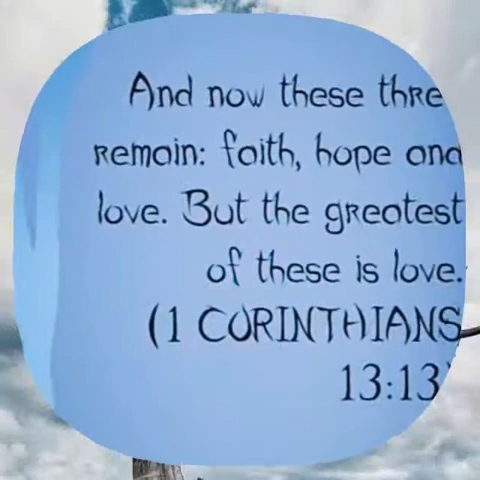 And now these thre
remain: faith, hope and
love. But the greatest
of these is love.
(1 CORINTHIANS
13:13)